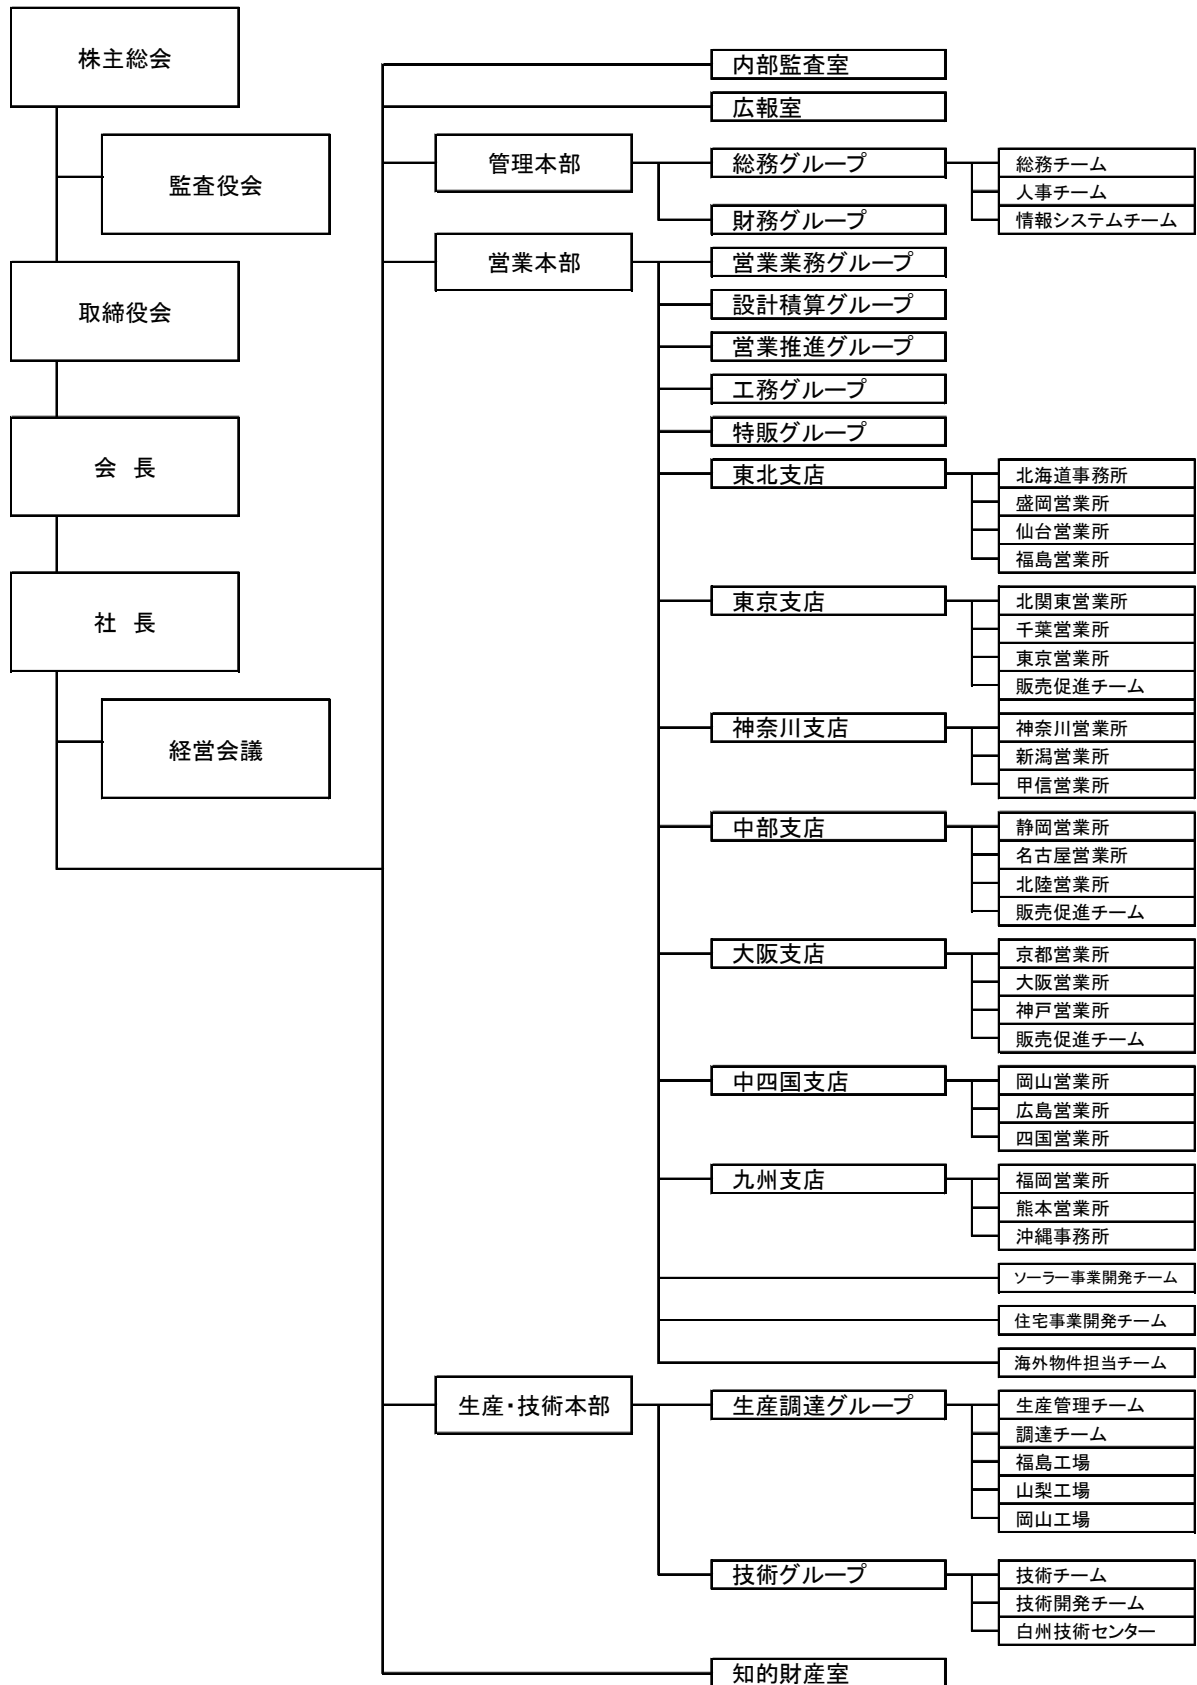 株主総会
監査役会
取締役会
会 長
社 長
経営会議
内部監査室
広報室
管理本部
総務グループ
総務チーム
人事チーム
情報システムチーム
財務グループ
営業本部
営業業務グループ
設計積算グループ
営業推進グループ
工務グループ
特販グループ
東北支店
北海道事務所
盛岡営業所
仙台営業所
福島営業所
東京支店
北関東営業所
千葉営業所
東京営業所
販売促進チーム
神奈川支店
神奈川営業所
新潟営業所
甲信営業所
中部支店
静岡営業所
名古屋営業所
北陸営業所
販売促進チーム
大阪支店
京都営業所
大阪営業所
神戸営業所
販売促進チーム
中四国支店
岡山営業所
広島営業所
四国営業所
九州支店
福岡営業所
熊本営業所
沖縄事務所
ソーラー事業開発チーム
住宅事業開発チーム
海外物件担当チーム
生産・技術本部
生産調達グループ
生産管理チーム
調達チーム
福島工場
山梨工場
岡山工場
技術グループ
技術チーム
技術開発チーム
白州技術センター
知的財産室